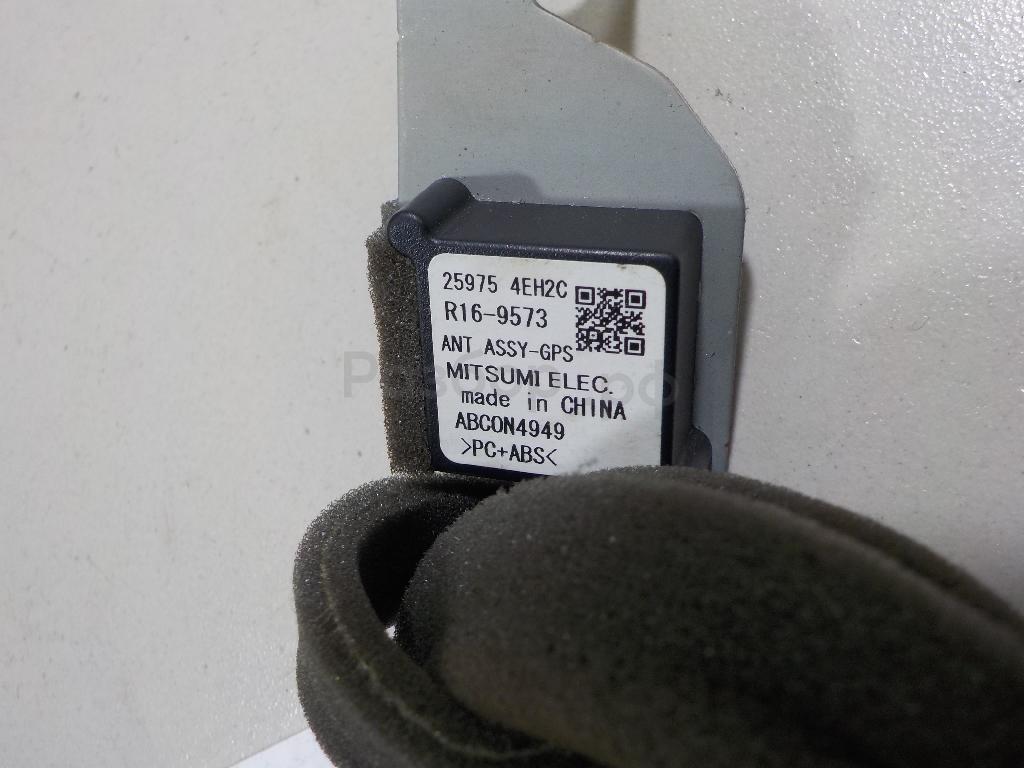 25975 4EH2C
R16-9573
ANT ASSY-GPS
MITSUMI ELEC.
made in CHINA
ABCON4949
>PC+ABS<